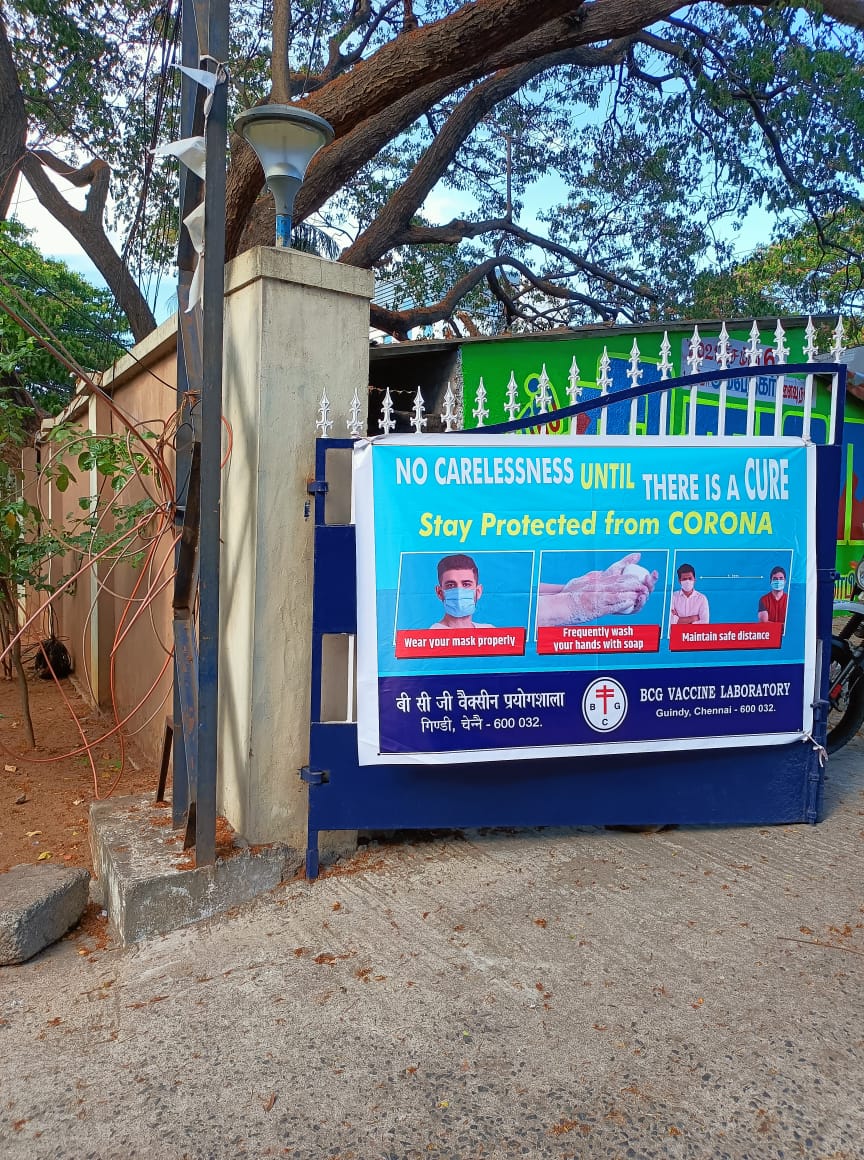 NO CARELESSNESS UNTIL THERE IS A CURE
Stay Protected from CORONA
Wear your mask properly
Frequently wash
your hands with soap
Maintain safe distance
बी सी जी वैक्सीन प्रयोगशाला
गिण्डी, चेन्नै - 600 032.
B G
C
BCG VACCINE LABORATORY
Guindy, Chennai - 600 032.